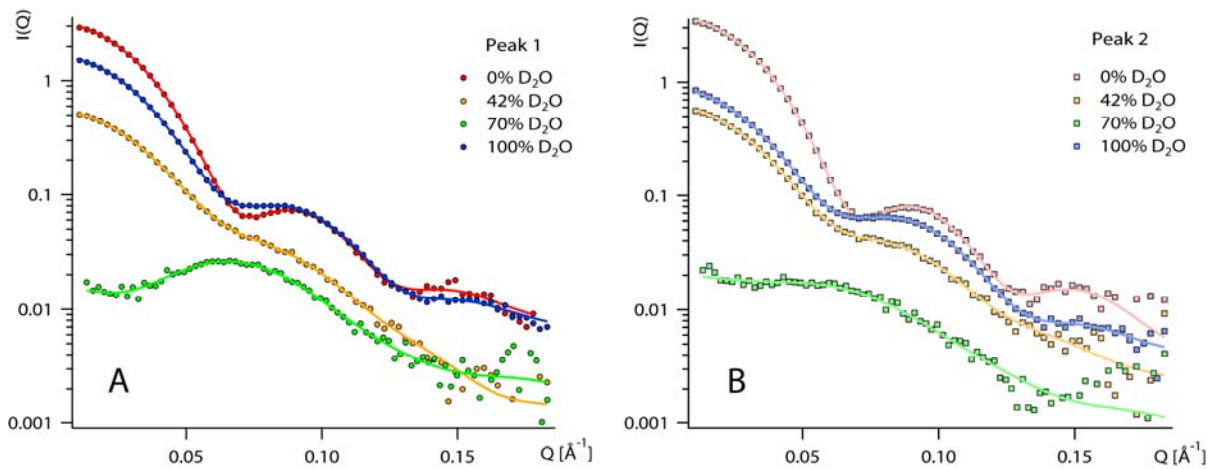 I(Q)
1
0.1
0.01
0.001
0.05
0.10
0.15
Q [Å⁻¹]
Peak 1
0% D₂O
42% D₂O
70% D₂O
100% D₂O
A
I(Q)
1
0.1
0.01
0.001
0.05
0.10
0.15
Q [Å⁻¹]
Peak 2
0% D₂O
42% D₂O
70% D₂O
100% D₂O
B